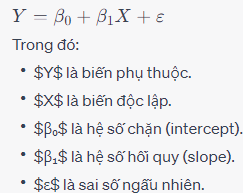 Y = β₀ + β₁X + ε
Trong đó:
• $Y$ là biến phụ thuộc.
• $X$ là biến độc lập.
• $β₀$ là hệ số chặn (intercept).
• $β₁$ là hệ số hồi quy (slope).
• $ε$ là sai số ngẫu nhiên.